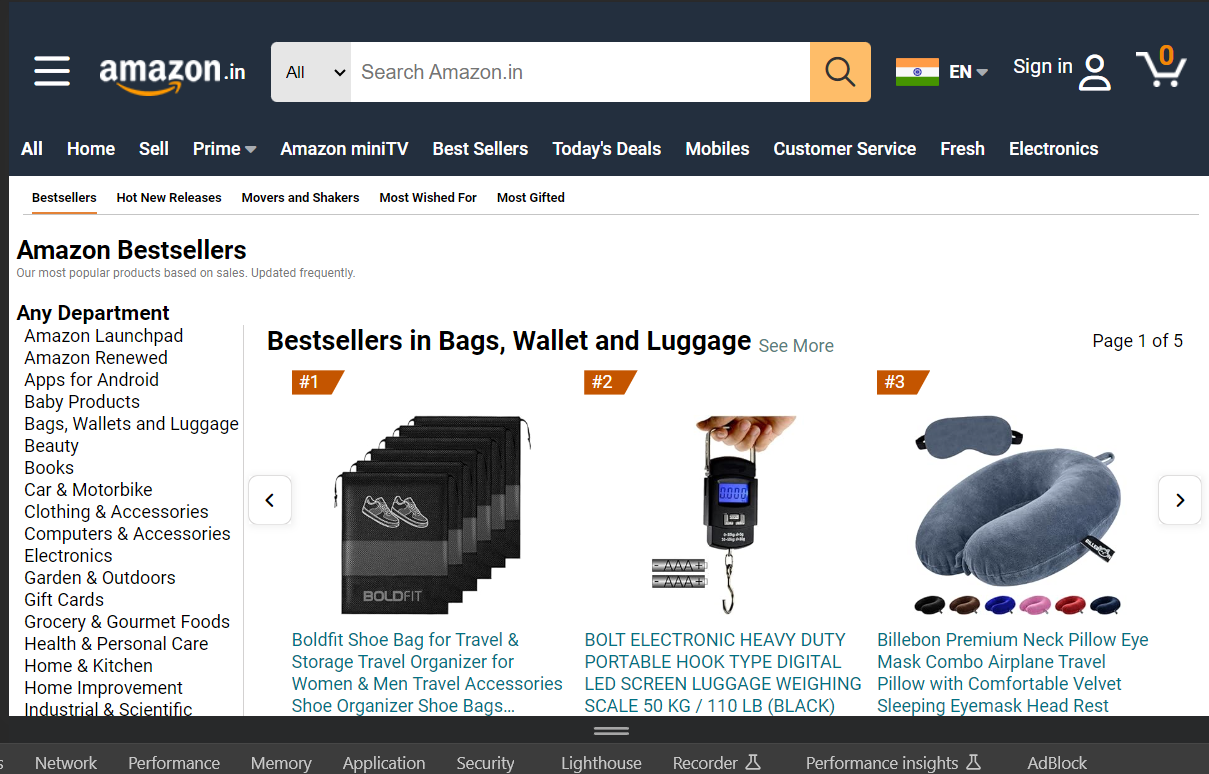 amazon.in
All
Search Amazon.in
EN
Sign in
0
All Home Sell Prime Amazon miniTV Best Sellers Today's Deals Mobiles Customer Service Fresh Electronics
Bestsellers Hot New Releases Movers and Shakers Most Wished For Most Gifted
Amazon Bestsellers
Our most popular products based on sales. Updated frequently.
Any Department
Amazon Launchpad
Amazon Renewed
Apps for Android
Baby Products
Bags, Wallets and Luggage
Beauty
Books
Car & Motorbike
Clothing & Accessories
Computers & Accessories
Electronics
Garden & Outdoors
Gift Cards
Grocery & Gourmet Foods
Health & Personal Care
Home & Kitchen
Home Improvement
Industrial & Scientific
Bestsellers in Bags, Wallet and Luggage See More
Page 1 of 5
#1
BOLDFIT
Boldfit Shoe Bag for Travel &
Storage Travel Organizer for
Women & Men Travel Accessories
Shoe Organizer Shoe Bags...
#2
- AAA +
- AAA +
BOLT ELECTRONIC HEAVY DUTY
PORTABLE HOOK TYPE DIGITAL
LED SCREEN LUGGAGE WEIGHING
SCALE 50 KG / 110 LB (BLACK)
#3
Billebon Premium Neck Pillow Eye
Mask Combo Airplane Travel
Pillow with Comfortable Velvet
Sleeping Eyemask Head Rest
s Network Performance Memory Application Security Lighthouse Recorder Performance insights AdBlock